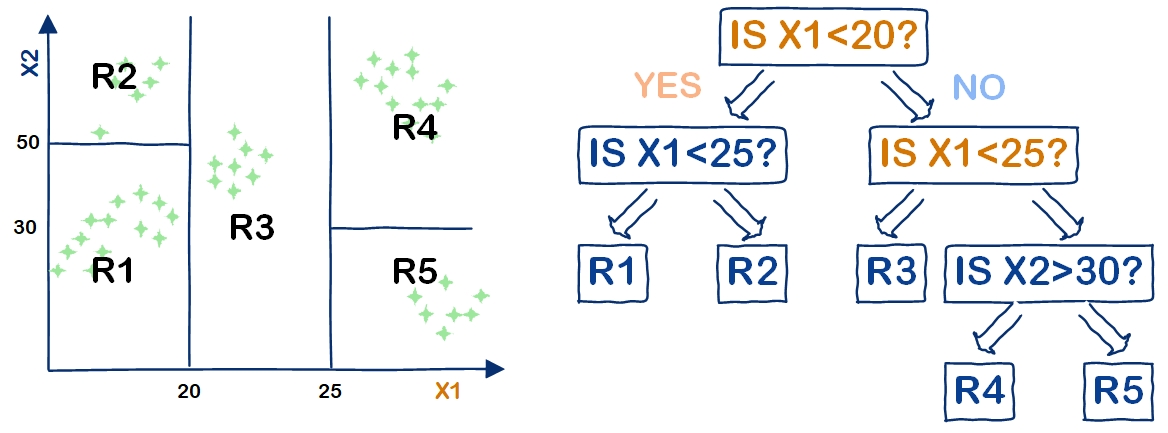 X2
R2
50
R4
30
R3
R1
R5
20
25
X1
IS X1<20?
YES
NO
IS X1<25?
IS X1<25?
R1
R2
R3
IS X2>30?
R4
R5